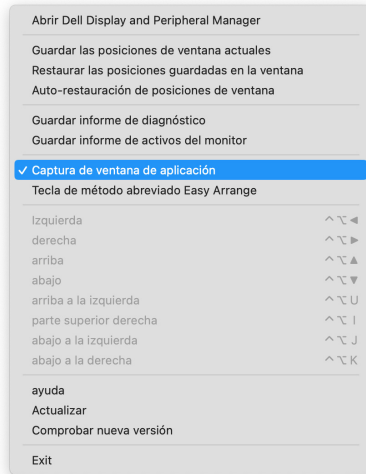 Abrir Dell Display and Peripheral Manager
Guardar las posiciones de ventana actuales
Restaurar las posiciones guardadas en la ventana
Auto-restauración de posiciones de ventana
Guardar informe de diagnóstico
Guardar informe de activos del monitor
✓ Captura de ventana de aplicación
Tecla de método abreviado Easy Arrange
Izquierda ^⌥◀
derecha ^⌥▶
arriba ^⌥▲
abajo ^⌥▼
arriba a la izquierda ^⌥U
parte superior derecha ^⌥I
abajo a la izquierda ^⌥J
abajo a la derecha ^⌥K
ayuda
Actualizar
Comprobar nueva versión
Exit